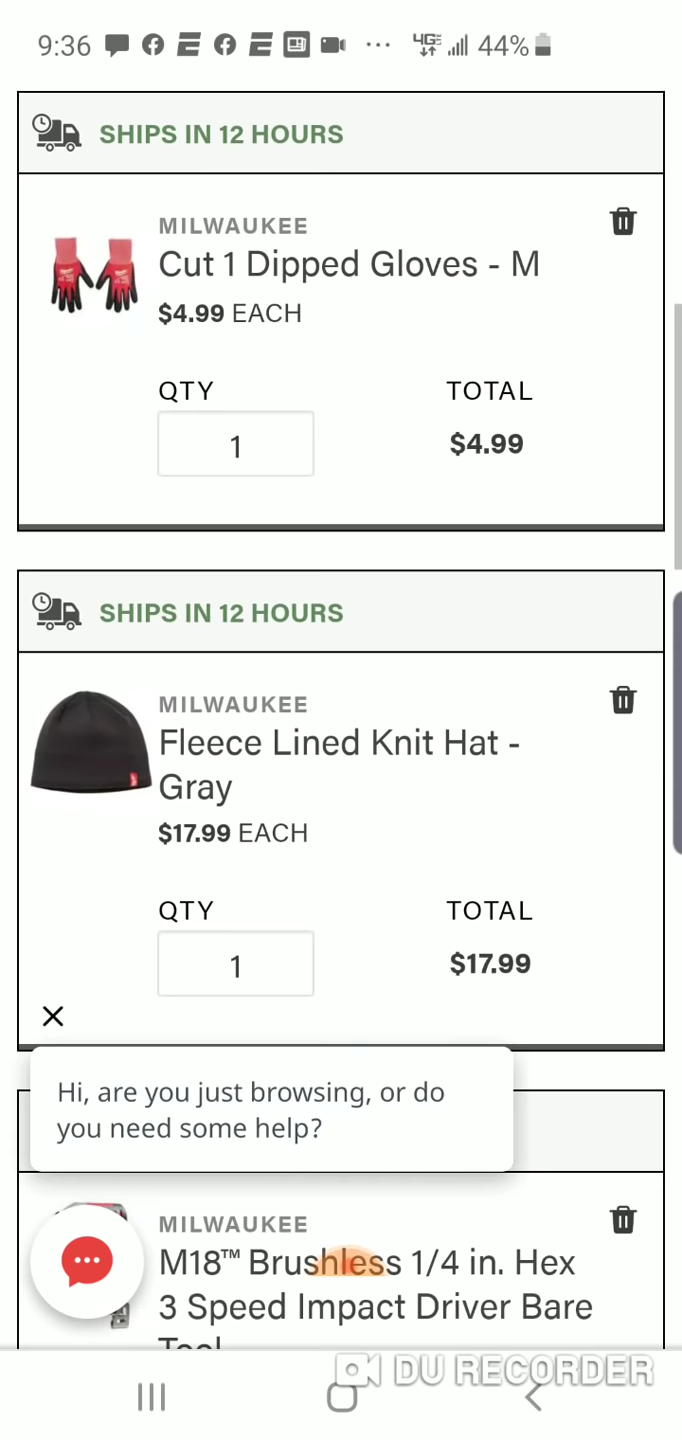 9:36 4GE 44%
SHIPS IN 12 HOURS
MILWAUKEE
Cut 1 Dipped Gloves - M
$4.99 EACH
QTY TOTAL
1 $4.99
SHIPS IN 12 HOURS
MILWAUKEE
Fleece Lined Knit Hat -
Gray
$17.99 EACH
QTY TOTAL
1 $17.99
Hi, are you just browsing, or do
you need some help?
MILWAUKEE
M18™ Brushless 1/4 in. Hex
3 Speed Impact Driver Bare
Tool
DU RECORDER